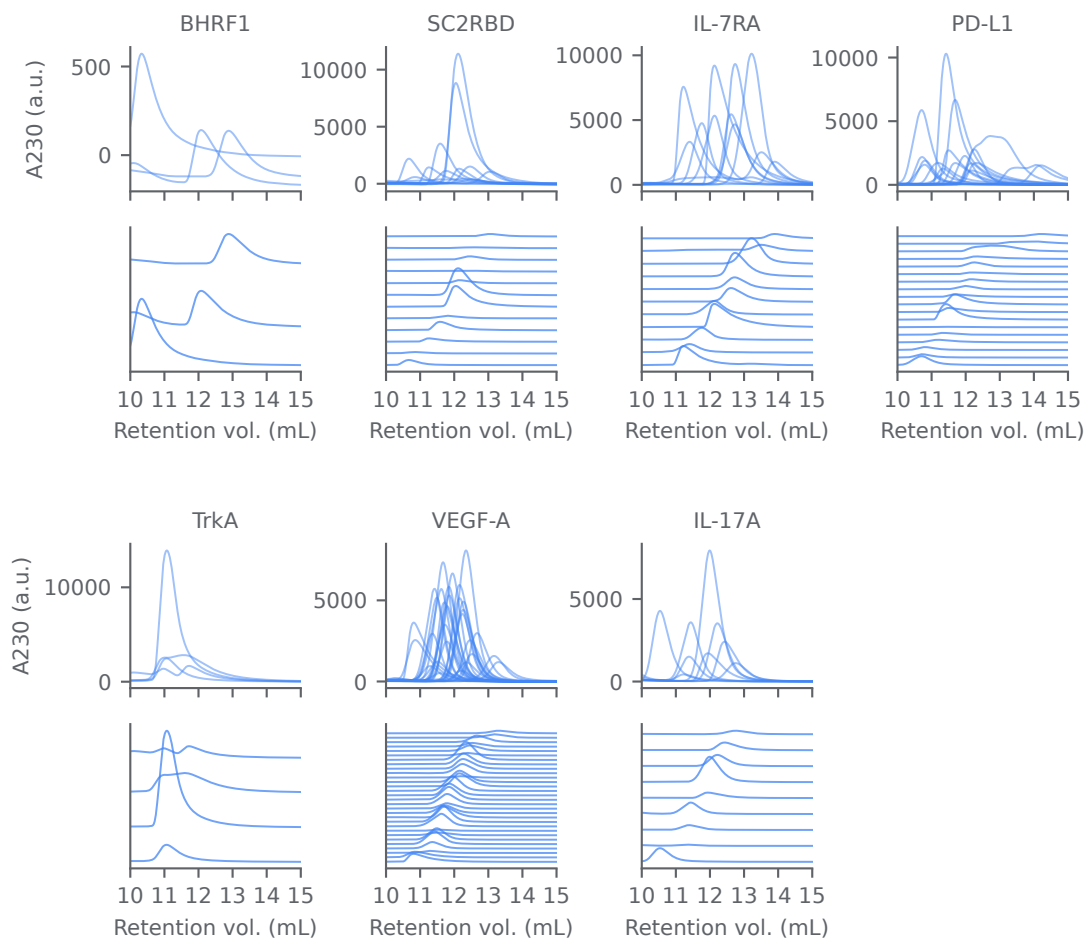 BHRF1 SC2RBD IL-7RA PD-L1
A230 (a.u.)
500
0
10000
5000
0
10000
5000
0
10000
5000
0
10 11 12 13 14 15 10 11 12 13 14 15 10 11 12 13 14 15 10 11 12 13 14 15
Retention vol. (mL) Retention vol. (mL) Retention vol. (mL) Retention vol. (mL)
TrkA VEGF-A IL-17A
A230 (a.u.)
10000
0
5000
0
5000
0
10 11 12 13 14 15 10 11 12 13 14 15 10 11 12 13 14 15
Retention vol. (mL) Retention vol. (mL) Retention vol. (mL)